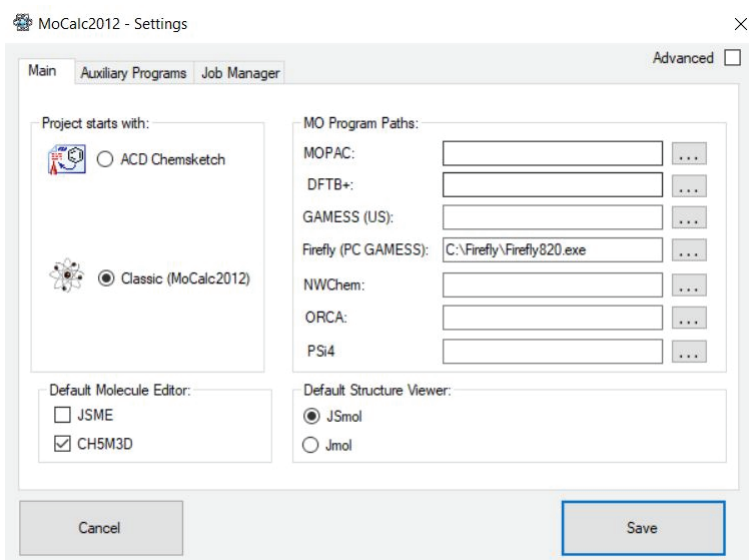 MoCalc2012 - Settings
Advanced
Main
Auxiliary Programs
Job Manager
Project starts with:
ACD Chemsketch
Classic (MoCalc2012)
MO Program Paths:
MOPAC:
...
DFTB+:
...
GAMESS (US):
...
Firefly (PC GAMESS):
C:\Firefly\Firefly820.exe
...
NWChem:
...
ORCA:
...
PSi4
...
Default Molecule Editor:
JSME
CH5M3D
Default Structure Viewer:
JSmol
Jmol
Cancel
Save